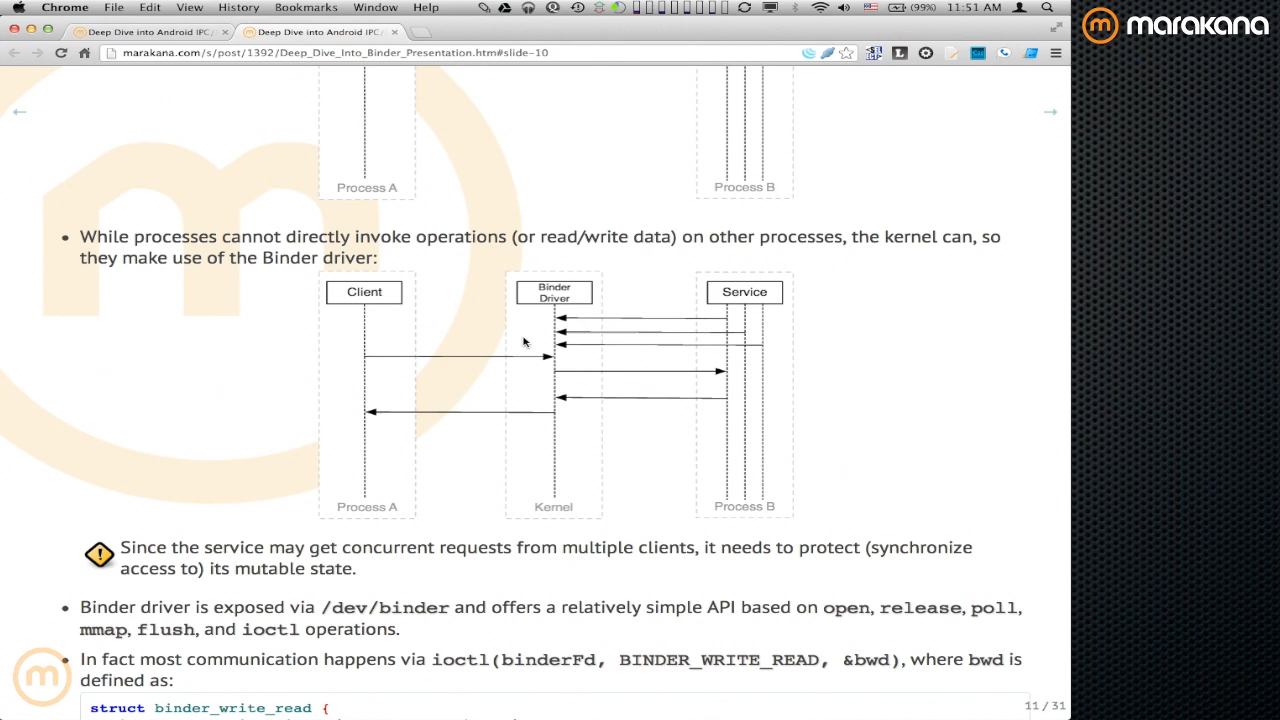 Chrome File Edit View History Bookmarks Window Help (99%) 11:51 AM
marakana
Deep Dive into Android IPC/ Deep Dive into Android IPC/
marakana.com/s/post/1392/Deep_Dive_Into_Binder_Presentation.htm#slide-10
Process A Process B
• While processes cannot directly invoke operations (or read/write data) on other processes, the kernel can, so
they make use of the Binder driver:
Client Binder Service
Driver
Process A Kernel Process B
Since the service may get concurrent requests from multiple clients, it needs to protect (synchronize
access to) its mutable state.
• Binder driver is exposed via /dev/binder and offers a relatively simple API based on open, release, poll,
mmap, flush, and ioctl operations.
• In fact most communication happens via ioctl(binderFd, BINDER_WRITE_READ, &bwd), where bwd is
defined as:
struct binder_write_read {
11 / 31